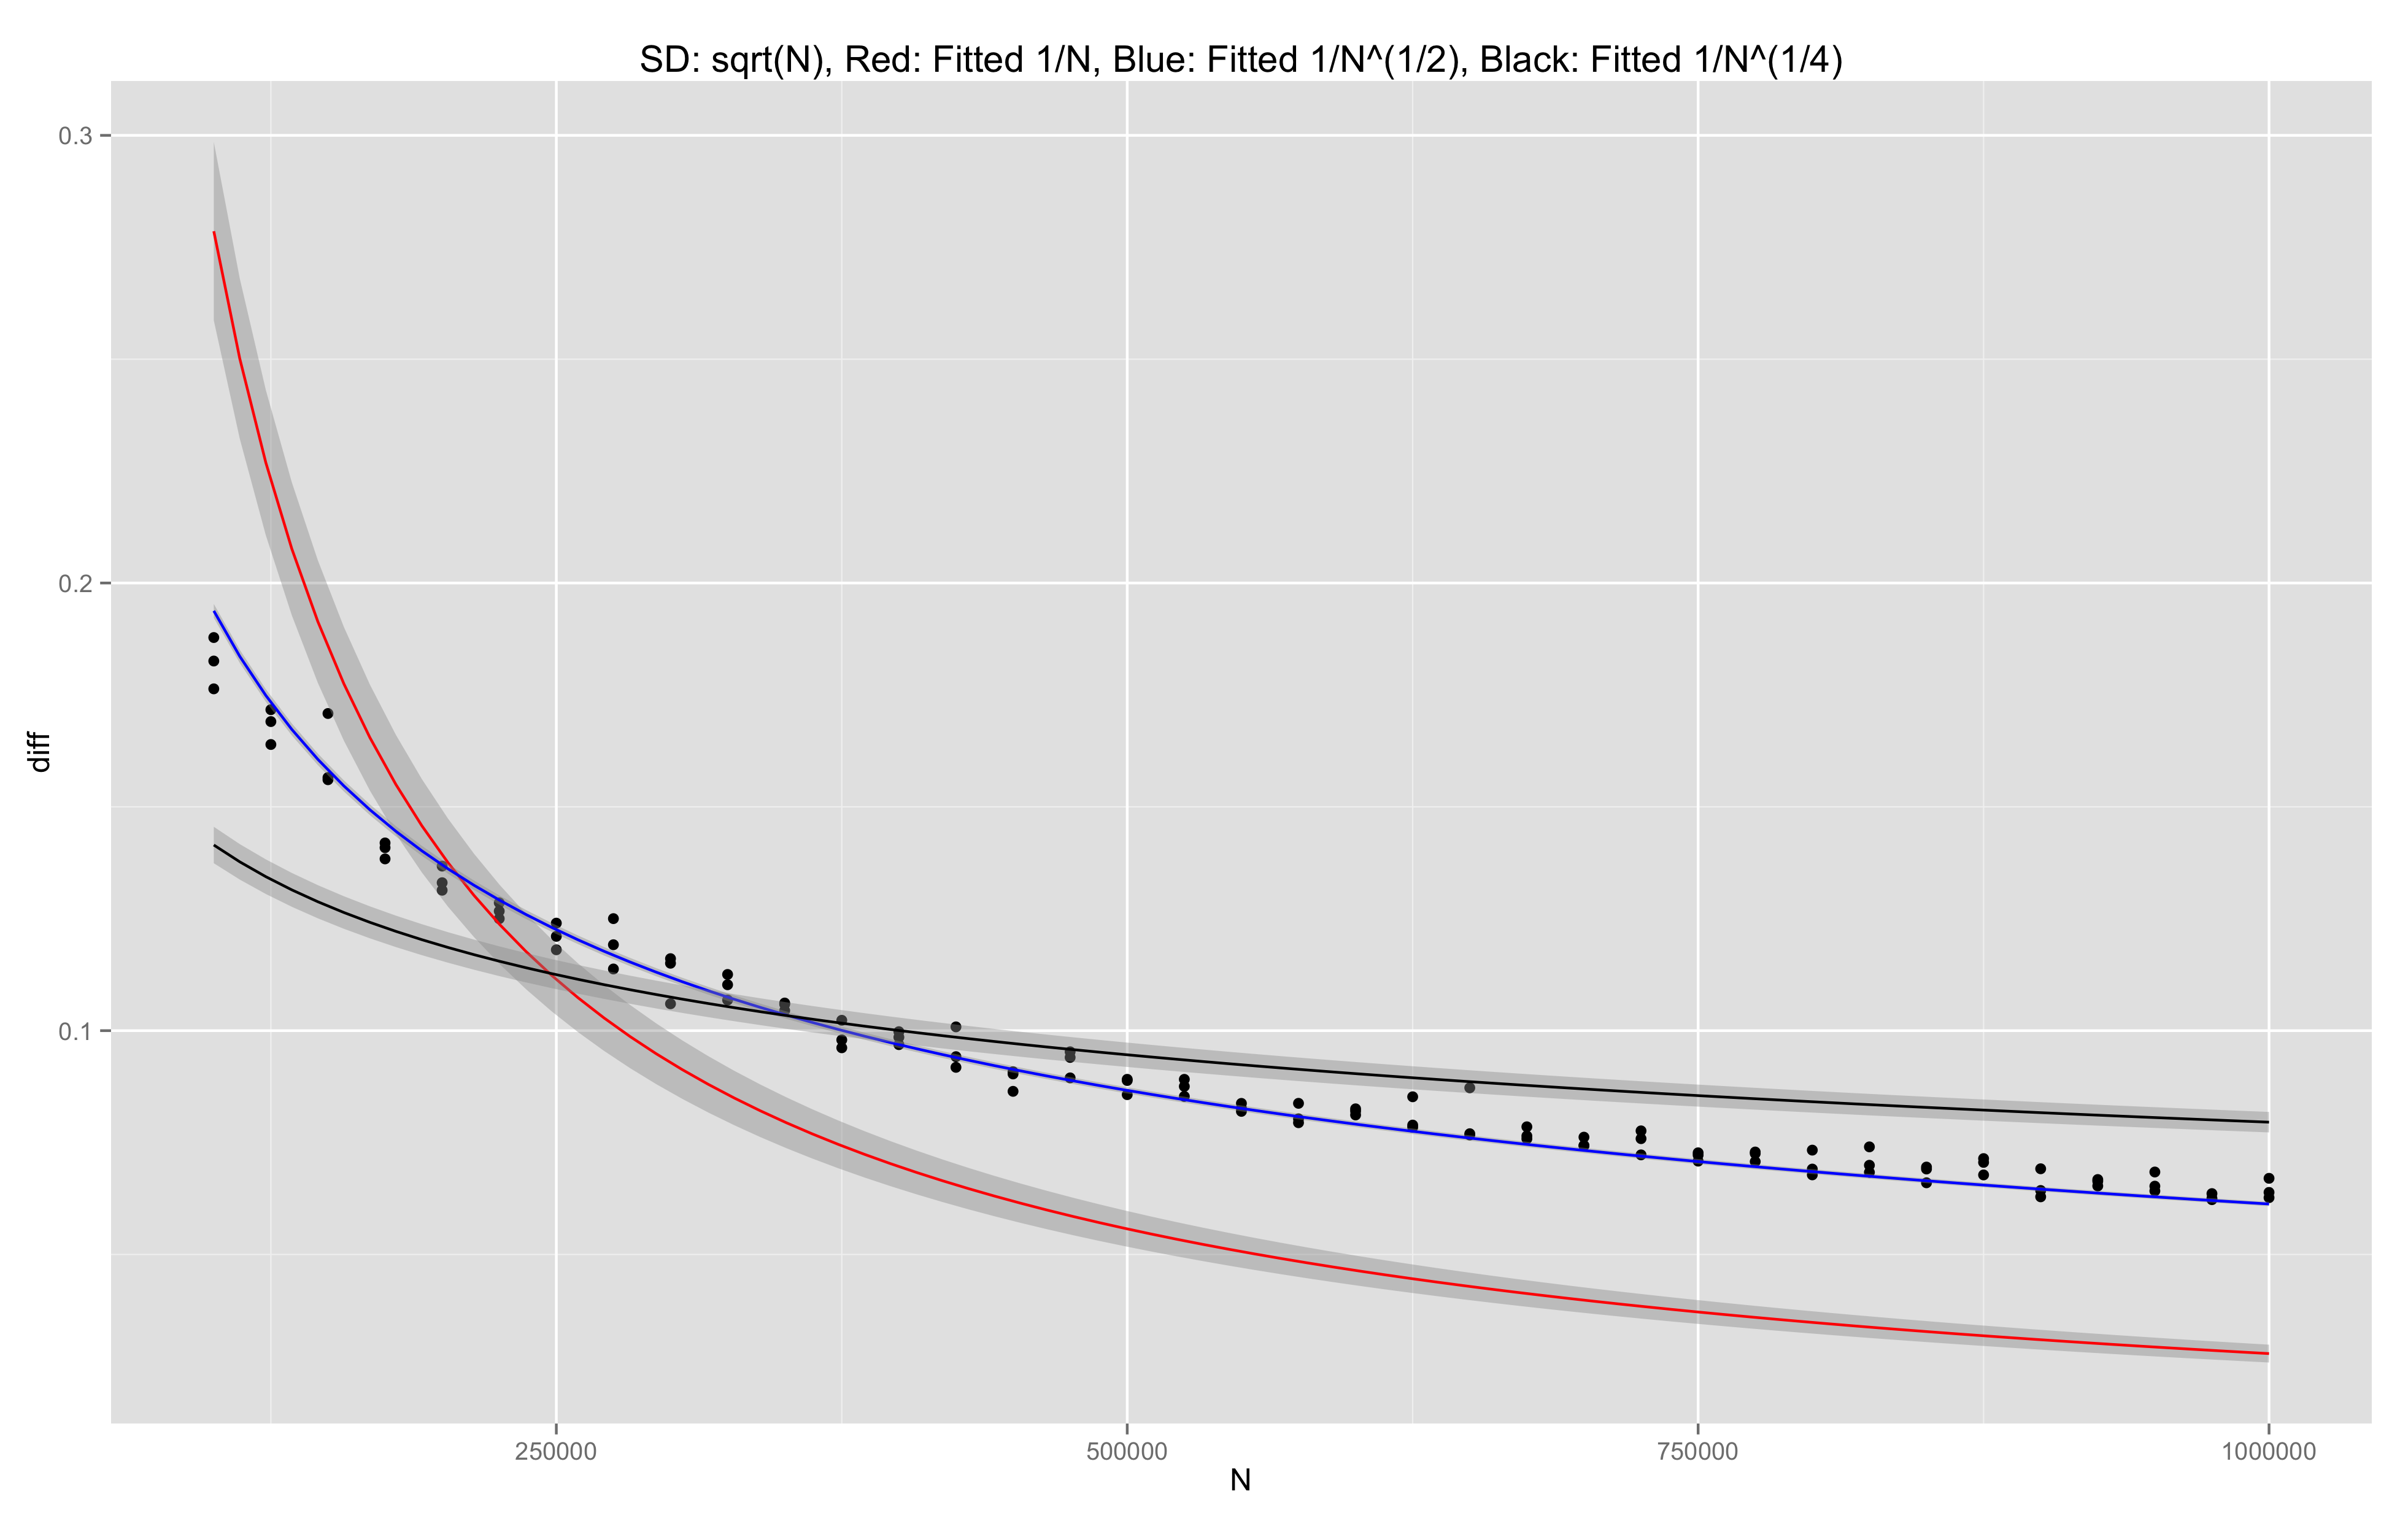 SD: sqrt(N), Red: Fitted 1/N, Blue: Fitted 1/N^(1/2), Black: Fitted 1/N^(1/4)
0.3
0.2
0.1
diff
250000
500000
750000
1000000
N